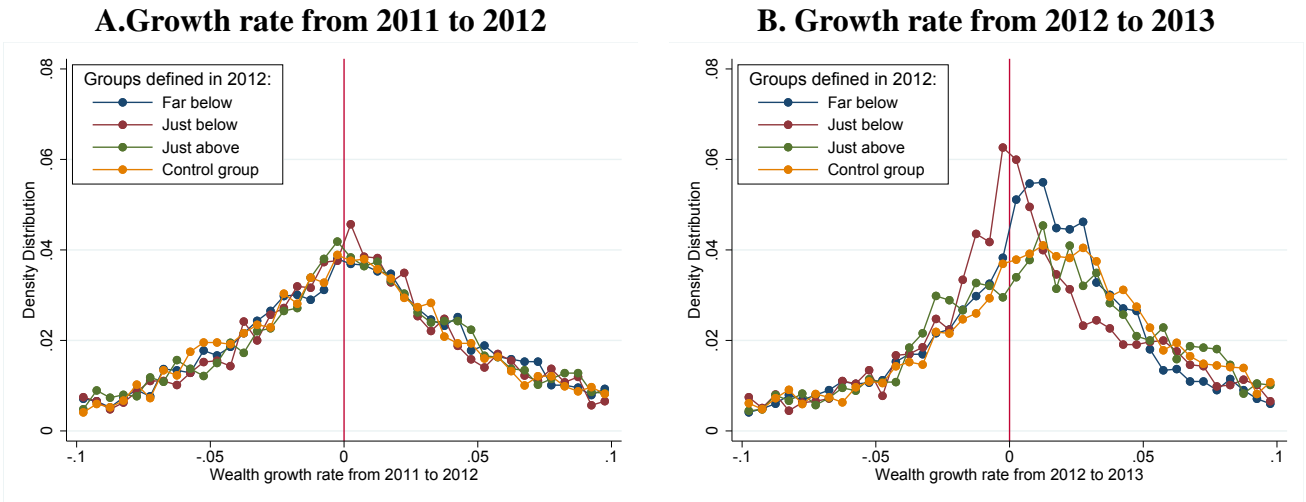 A.Growth rate from 2011 to 2012
Density Distribution
0 .02 .04 .06 .08
Groups defined in 2012:
Far below
Just below
Just above
Control group
-.1 -.05 0 .05 .1
Wealth growth rate from 2011 to 2012
B. Growth rate from 2012 to 2013
Density Distribution
0 .02 .04 .06 .08
Groups defined in 2012:
Far below
Just below
Just above
Control group
-.1 -.05 0 .05 .1
Wealth growth rate from 2012 to 2013